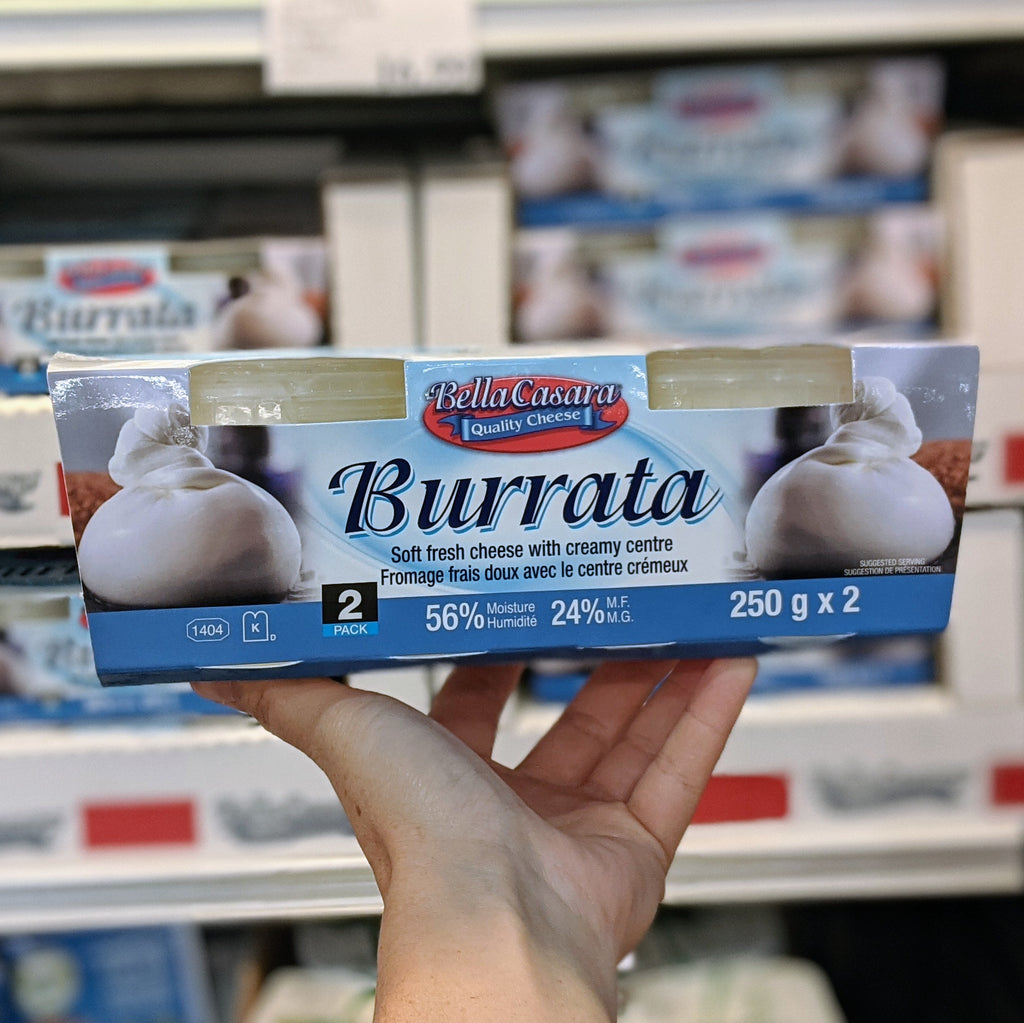 Burrata
BellaCasara
Quality Cheese
Burrata
Soft fresh cheese with creamy centre
Fromage frais doux avec le centre crémeux
SUGGESTED SERVING
SUGGESTION DE PRÉSENTATION
1404
K
D
2
PACK
56% Moisture
Humidité
24% M.F.
M.G.
250 g x 2